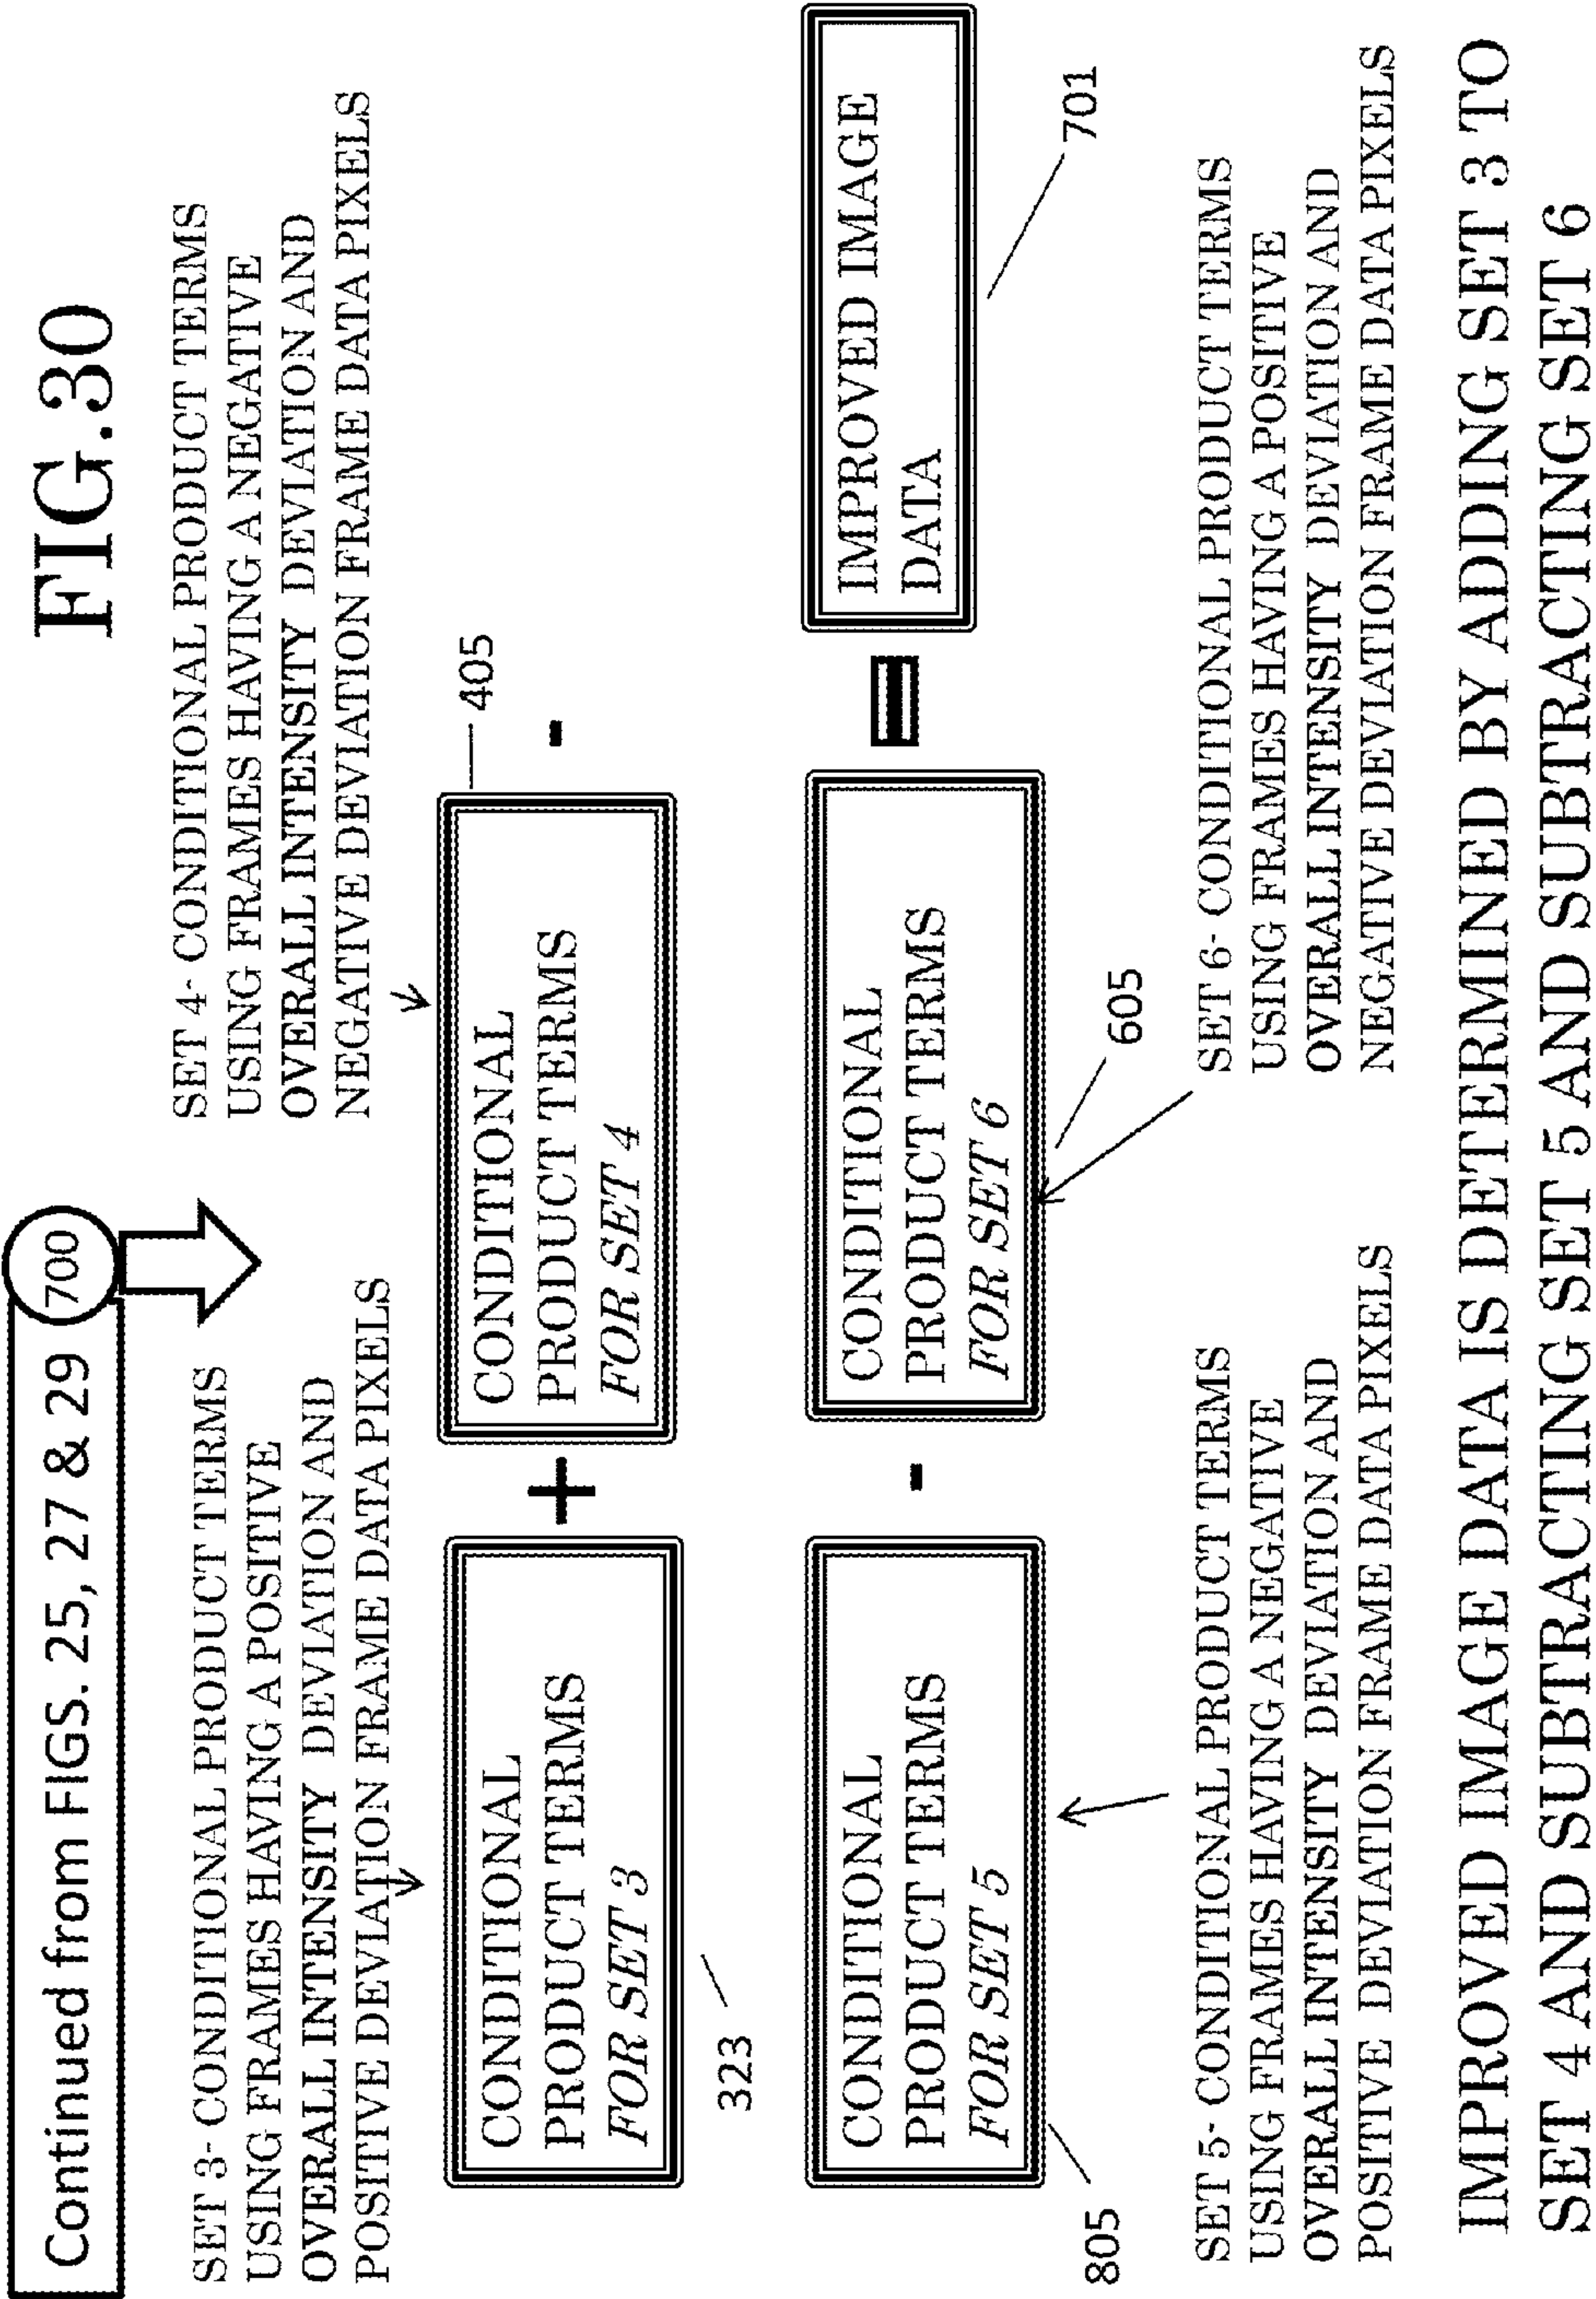 Continued from FIGS. 25, 27 & 29
700
FIG.30
SET 3- CONDITIONAL PRODUCT TERMS
USING FRAMES HAVING A POSITIVE
OVERALL INTENSITY DEVIATION AND
POSITIVE DEVIATION FRAME DATA PIXELS
SET 4- CONDITIONAL PRODUCT TERMS
USING FRAMES HAVING A NEGATIVE
OVERALL INTENSITY DEVIATION AND
NEGATIVE DEVIATION FRAME DATA PIXELS
CONDITIONAL
PRODUCT TERMS
FOR SET 3
323
+
CONDITIONAL
PRODUCT TERMS
FOR SET 4
405
-
CONDITIONAL
PRODUCT TERMS
FOR SET 5
805
-
CONDITIONAL
PRODUCT TERMS
FOR SET 6
605
=
IMPROVED IMAGE
DATA
701
SET 5- CONDITIONAL PRODUCT TERMS
USING FRAMES HAVING A NEGATIVE
OVERALL INTENSITY DEVIATION AND
POSITIVE DEVIATION FRAME DATA PIXELS
SET 6- CONDITIONAL PRODUCT TERMS
USING FRAMES HAVING A POSITIVE
OVERALL INTENSITY DEVIATION AND
NEGATIVE DEVIATION FRAME DATA PIXELS
IMPROVED IMAGE DATA IS DETERMINED BY ADDING SET 3 TO
SET 4 AND SUBTRACTING SET 5 AND SUBTRACTING SET 6